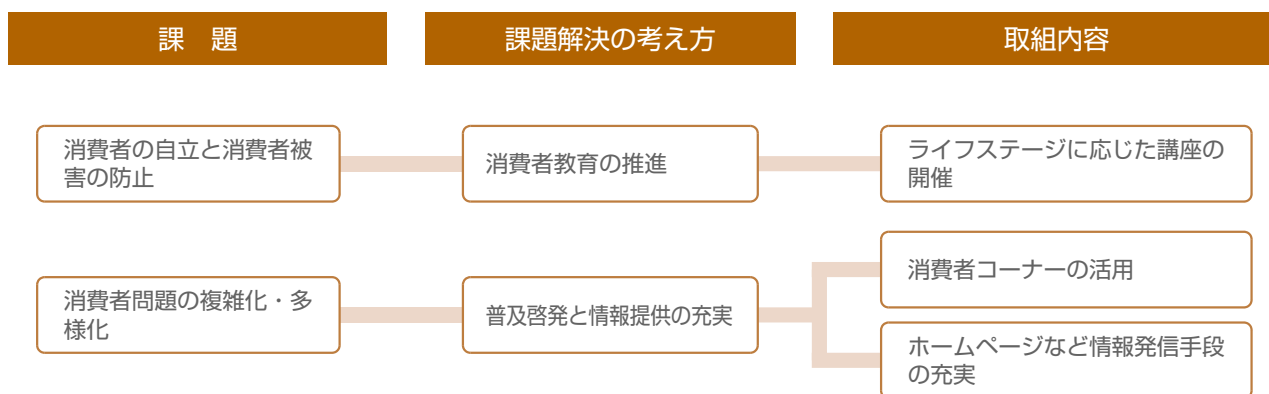 課　題
課題解決の考え方
取組内容
消費者の自立と消費者被
害の防止
消費者教育の推進
ライフステージに応じた講座の
開催
消費者問題の複雑化・多
様化
普及啓発と情報提供の充実
消費者コーナーの活用
ホームページなど情報発信手段
の充実